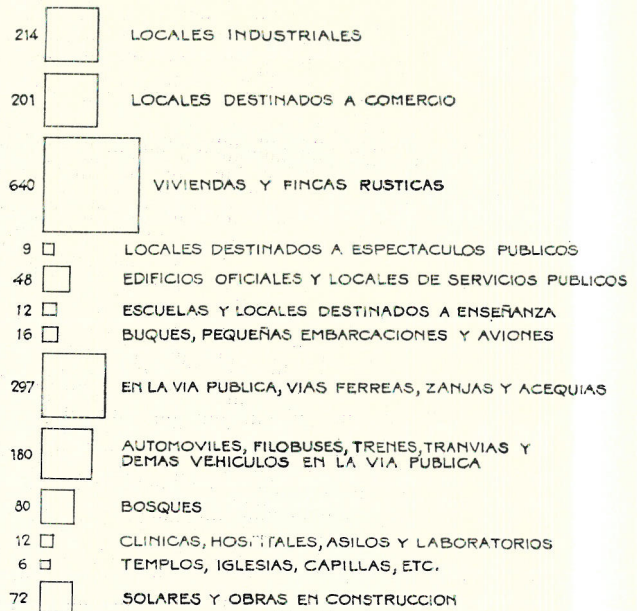 214 LOCALES INDUSTRIALES
201 LOCALES DESTINADOS A COMERCIO
640 VIVIENDAS Y FINCAS RUSTICAS
9 LOCALES DESTINADOS A ESPECTACULOS PUBLICOS
48 EDIFICIOS OFICIALES Y LOCALES DE SERVICIOS PUBLICOS
12 ESCUELAS Y LOCALES DESTINADOS A ENSEÑANZA
16 BUQUES, PEQUEÑAS EMBARCACIONES Y AVIONES
297 EN LA VIA PUBLICA, VIAS FERREAS, ZANJAS Y ACEQUIAS
180 AUTOMOVILES, FILOBUSES, TRENES, TRANVIAS Y
DEMAS VEHICULOS EN LA VIA PUBLICA
80 BOSQUES
12 CLINICAS, HOSPITALES, ASILOS Y LABORATORIOS
6 TEMPLOS, IGLESIAS, CAPILLAS, ETC.
72 SOLARES Y OBRAS EN CONSTRUCCION